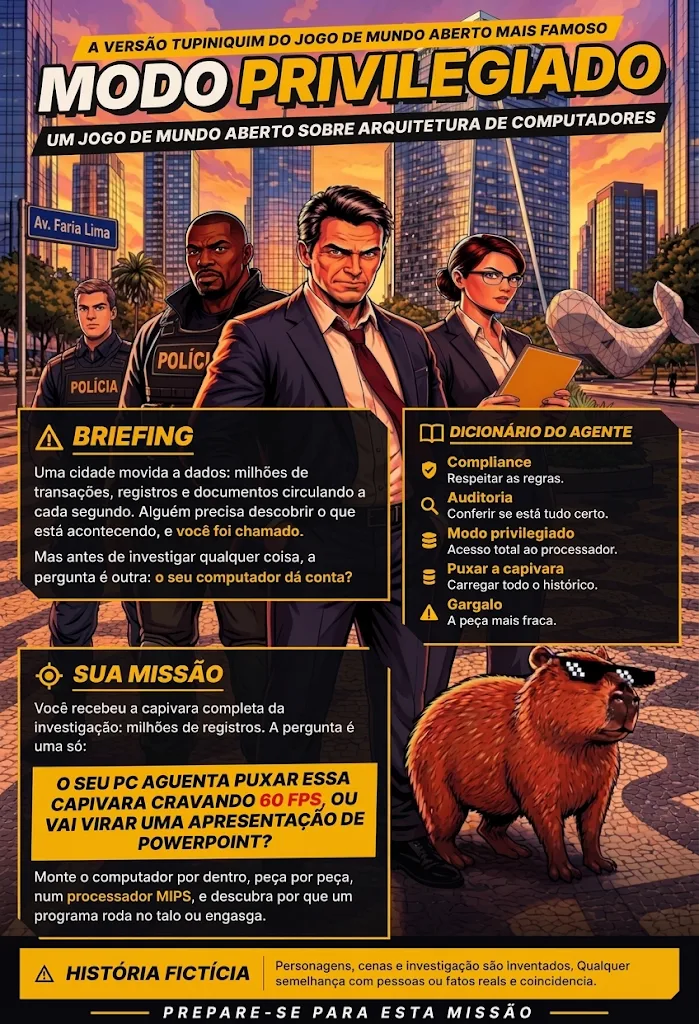 A VERSÃO TUPINIQUIM DO JOGO DE MUNDO ABERTO MAIS FAMOSO
MODO PRIVILEGIADO
UM JOGO DE MUNDO ABERTO SOBRE ARQUITETURA DE COMPUTADORES
Av. Faria Lima
POLÍCIA
POLÍCI
BRIEFING
Uma cidade movida a dados: milhões de
transações, registros e documentos circulando a
cada segundo. Alguém precisa descobrir o que
está acontecendo, e você foi chamado.
Mas antes de investigar qualquer coisa, a
pergunta é outra: o seu computador dá conta?
DICIONÁRIO DO AGENTE
Compliance
Respeitar as regras.
Auditoria
Conferir se está tudo certo.
Modo privilegiado
Acesso total ao processador.
Puxar a capivara
Carregar todo o histórico.
Gargalo
A peça mais fraca.
SUA MISSÃO
Você recebeu a capivara completa da
investigação: milhões de registros. A pergunta é
uma só:
O SEU PC AGUENTA PUXAR ESSA
CAPIVARA CRAVANDO 60 FPS, OU
VAI VIRAR UMA APRESENTAÇÃO DE
POWERPOINT?
Monte o computador por dentro, peça por peça,
num processador MIPS, e descubra por que um
programa roda no talo ou engasga.
HISTÓRIA FICTÍCIA
Personagens, cenas e investigação são inventados. Qualquer
semelhança com pessoas ou fatos reais e coincidencia.
PREPARE-SE PARA ESTA MISSÃO